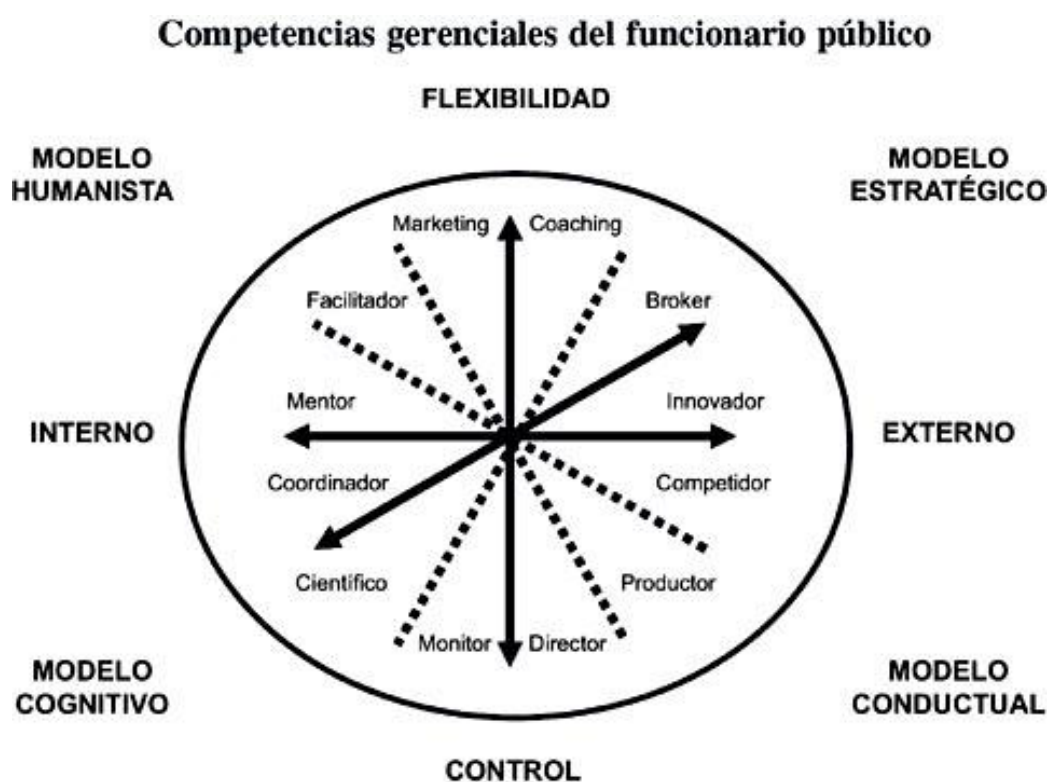 Competencias gerenciales del funcionario público
FLEXIBILIDAD
MODELO
HUMANISTA
MODELO
ESTRATÉGICO
Marketing
Coaching
Facilitador
Broker
Mentor
Innovador
INTERNO
EXTERNO
Coordinador
Competidor
Científico
Productor
Monitor
Director
MODELO
COGNITIVO
MODELO
CONDUCTUAL
CONTROL